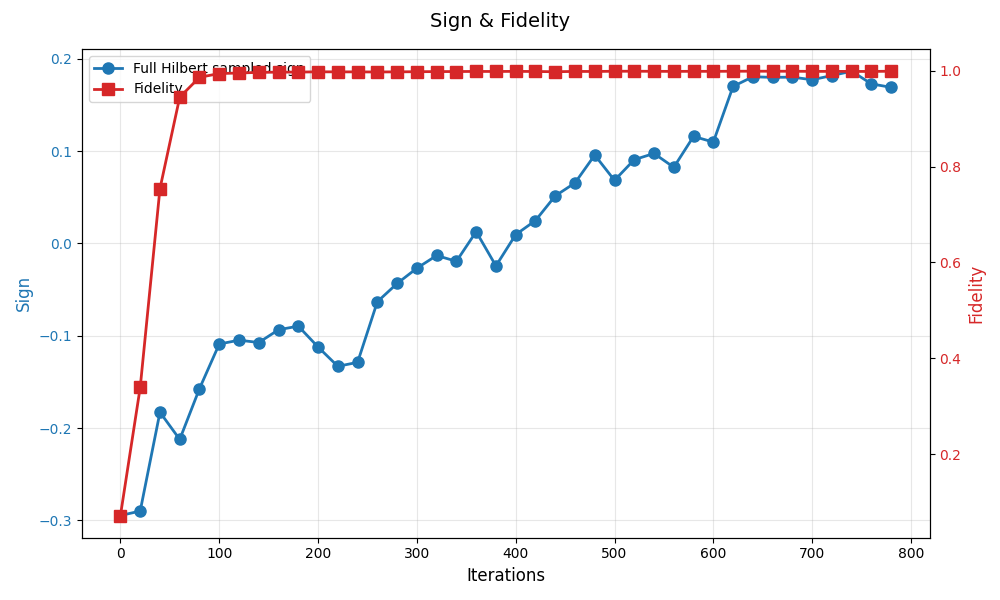 Sign & Fidelity
Full Hilbert sampled sign
Fidelity
0.2
0.1
0.0
−0.1
−0.2
−0.3
Sign
1.0
0.8
0.6
0.4
0.2
Fidelity
0 100 200 300 400 500 600 700 800
Iterations